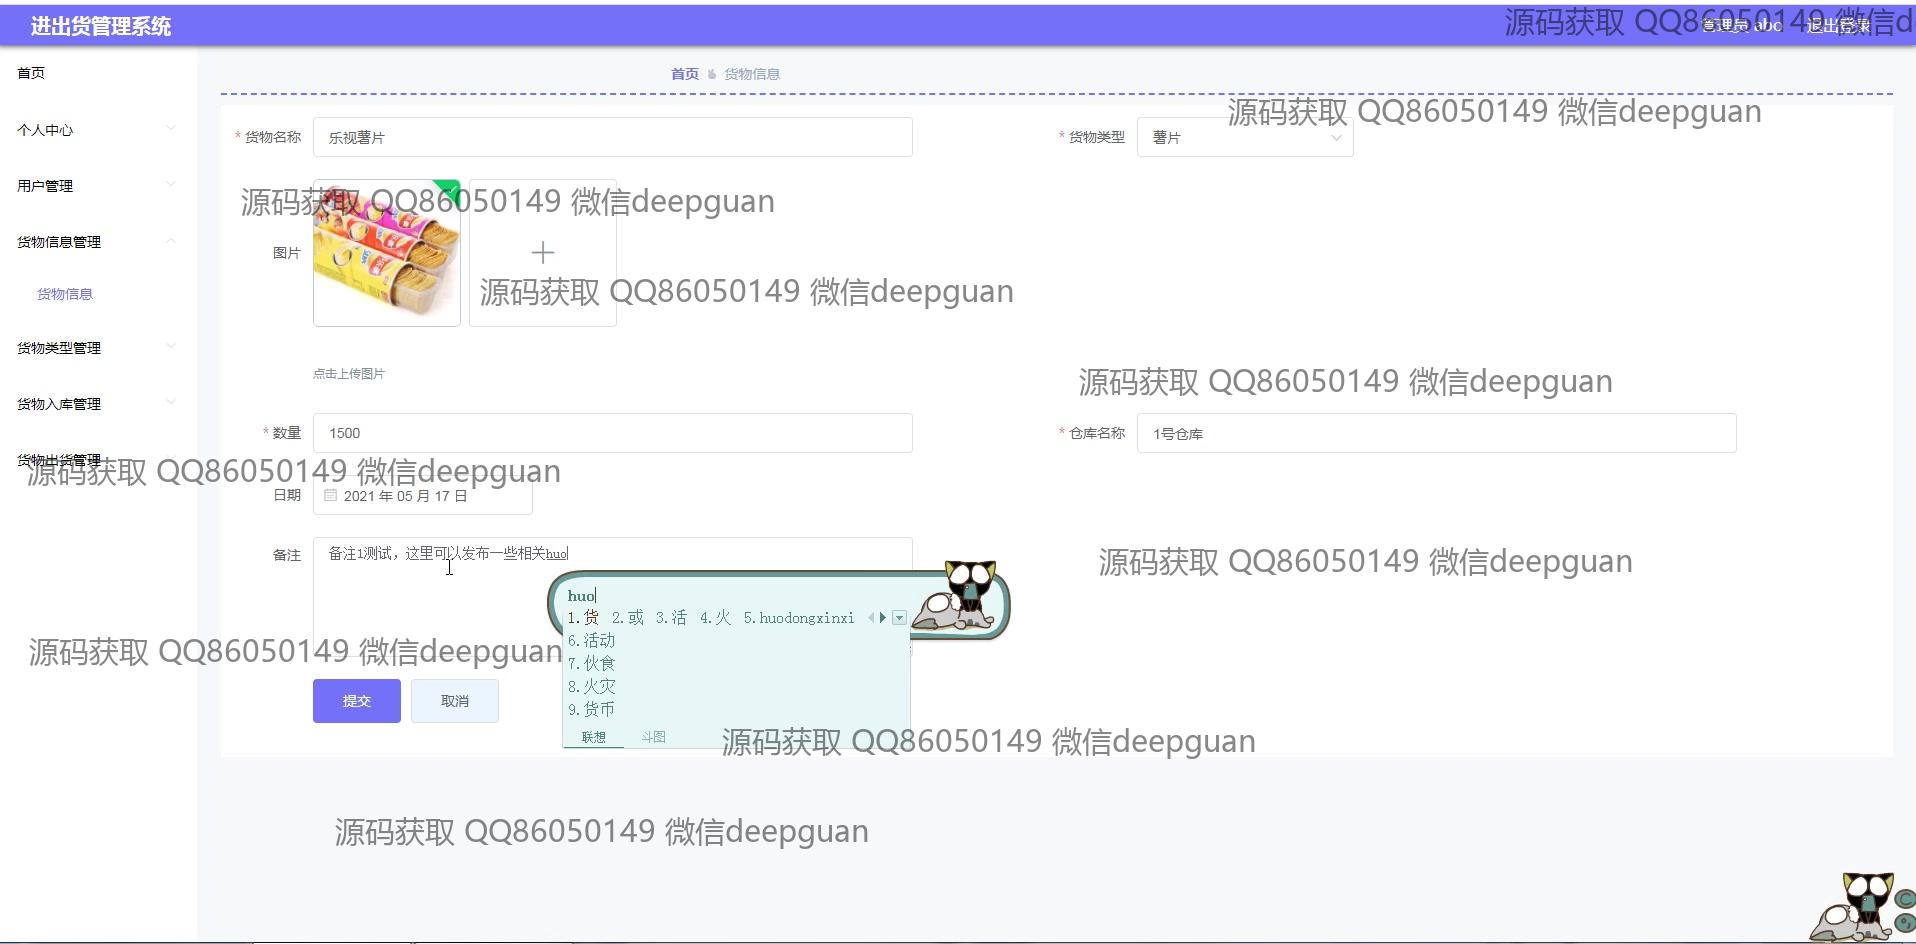 进出货管理系统
管理员 abo 退出登录
源码获取 QQ86050149 微信d
首页
个人中心
用户管理
货物信息管理
货物信息
货物类型管理
货物入库管理
货物出货管理
首页 货物信息
源码获取 QQ86050149 微信deepguan
* 货物名称 乐视薯片
* 货物类型 薯片
源码获取 QQ86050149 微信deepguan
图片
源码获取 QQ86050149 微信deepguan
点击上传图片
源码获取 QQ86050149 微信deepguan
* 数量 1500
* 仓库名称 1号仓库
源码获取 QQ86050149 微信deepguan
日期 2021 年 05 月 17 日
备注 备注1测试，这里可以发布一些相关huo
源码获取 QQ86050149 微信deepguan
huo
1.货 2.或 3.活 4.火 5.huodongxinxi
6.活动
7.伙食
8.火灾
9.货币
联想 斗图
源码获取 QQ86050149 微信deepguan
提交 取消
源码获取 QQ86050149 微信deepguan
源码获取 QQ86050149 微信deepguan